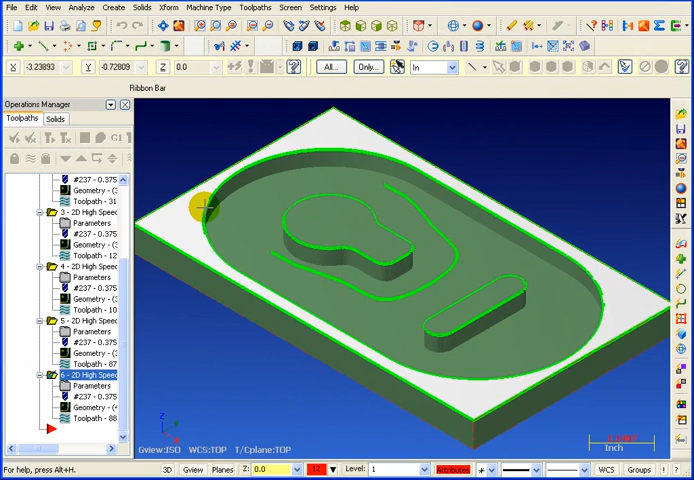 File Edit View Analyze Create Solids Xform Machine Type Toolpaths Screen Settings Help
X -3.23893 Y -0.72809 Z 0.0 All... Only... In
Ribbon Bar
Operations Manager
Toolpaths Solids
G1
#237 - 0.375
Geometry - (3
Toolpath - 31
3 - 2D High Speed
Parameters
#237 - 0.375
Geometry - (3
Toolpath - 12
4 - 2D High Speed
Parameters
#237 - 0.375
Geometry - (3
Toolpath - 10
5 - 2D High Speed
Parameters
#237 - 0.375
Geometry - (3
Toolpath - 87
6 - 2D High Speed
Parameters
#237 - 0.375
Geometry - (4
Toolpath - 88
Z
Y
X
Gview:ISO WCS:TOP T/Cplane:TOP
Inch
For help, press Alt+H.
3D Gview Planes Z: 0.0 12 Level: 1 Attributes WCS Groups ! ?